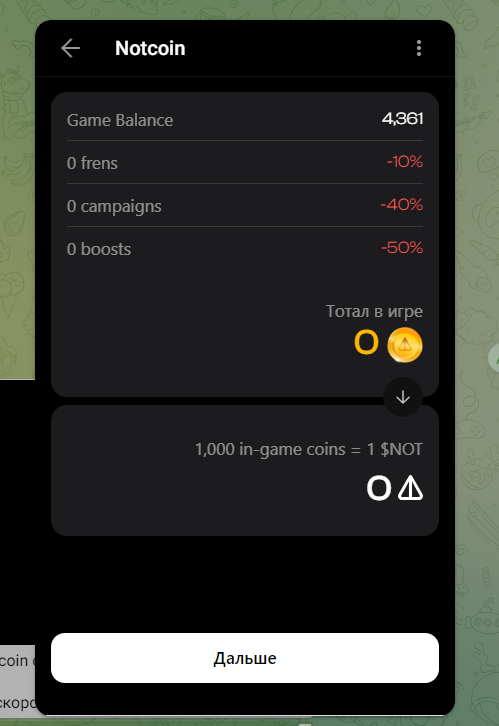 Notcoin
Game Balance 4,361
0 frens -10%
0 campaigns -40%
0 boosts -50%
Тотал в игре
0
1,000 in-game coins = 1 $NOT
0
Дальше
coin
скоро